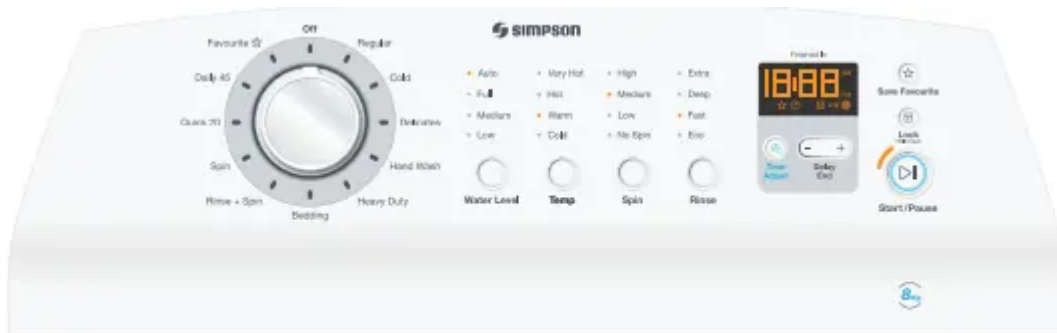 SIMPSON
Off
Regular
Cold
Delicates
Hand Wash
Heavy Duty
Bedding
Rinse + Spin
Spin
Quick 20
Daily 45
Favourite
Auto
Full
Medium
Low
Water Level
Very Hot
Hot
Warm
Cold
Temp
High
Medium
Low
No Spin
Spin
Extra
Deep
Fast
Eco
Rinse
Finished In
18:88
Time
Adjust
- +
Delay
End
Save Favourite
Lock
Start/Pause
8kg